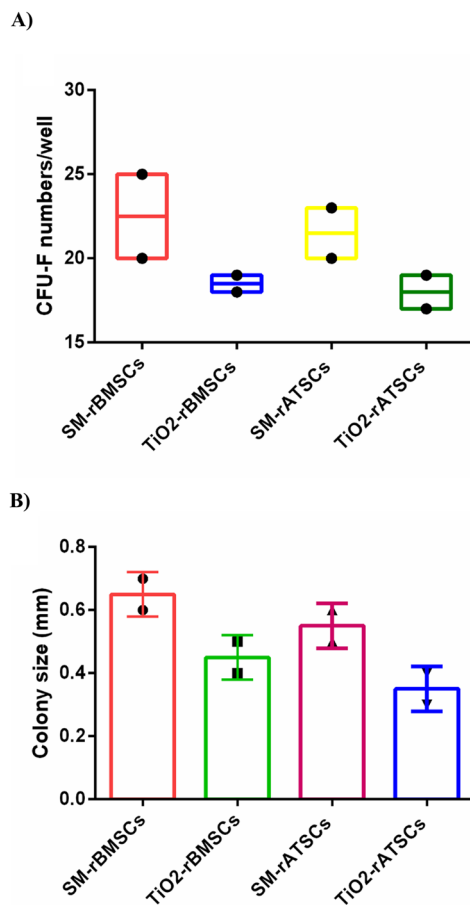 A)
CFU-F numbers/well
30
25
20
15
SM-rBMSCs
TiO2-rBMSCs
SM-rATSCs
TiO2-rATSCs
B)
Colony size (mm)
0.8
0.6
0.4
0.2
0.0
SM-rBMSCs
TiO2-rBMSCs
SM-rATSCs
TiO2-rATSCs